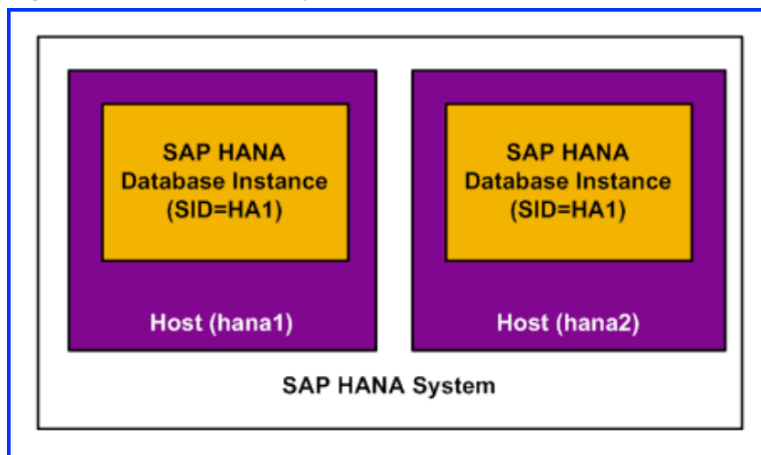 SAP HANA
Database Instance
(SID=HA1)
Host (hana1)
SAP HANA
Database Instance
(SID=HA1)
Host (hana2)
SAP HANA System